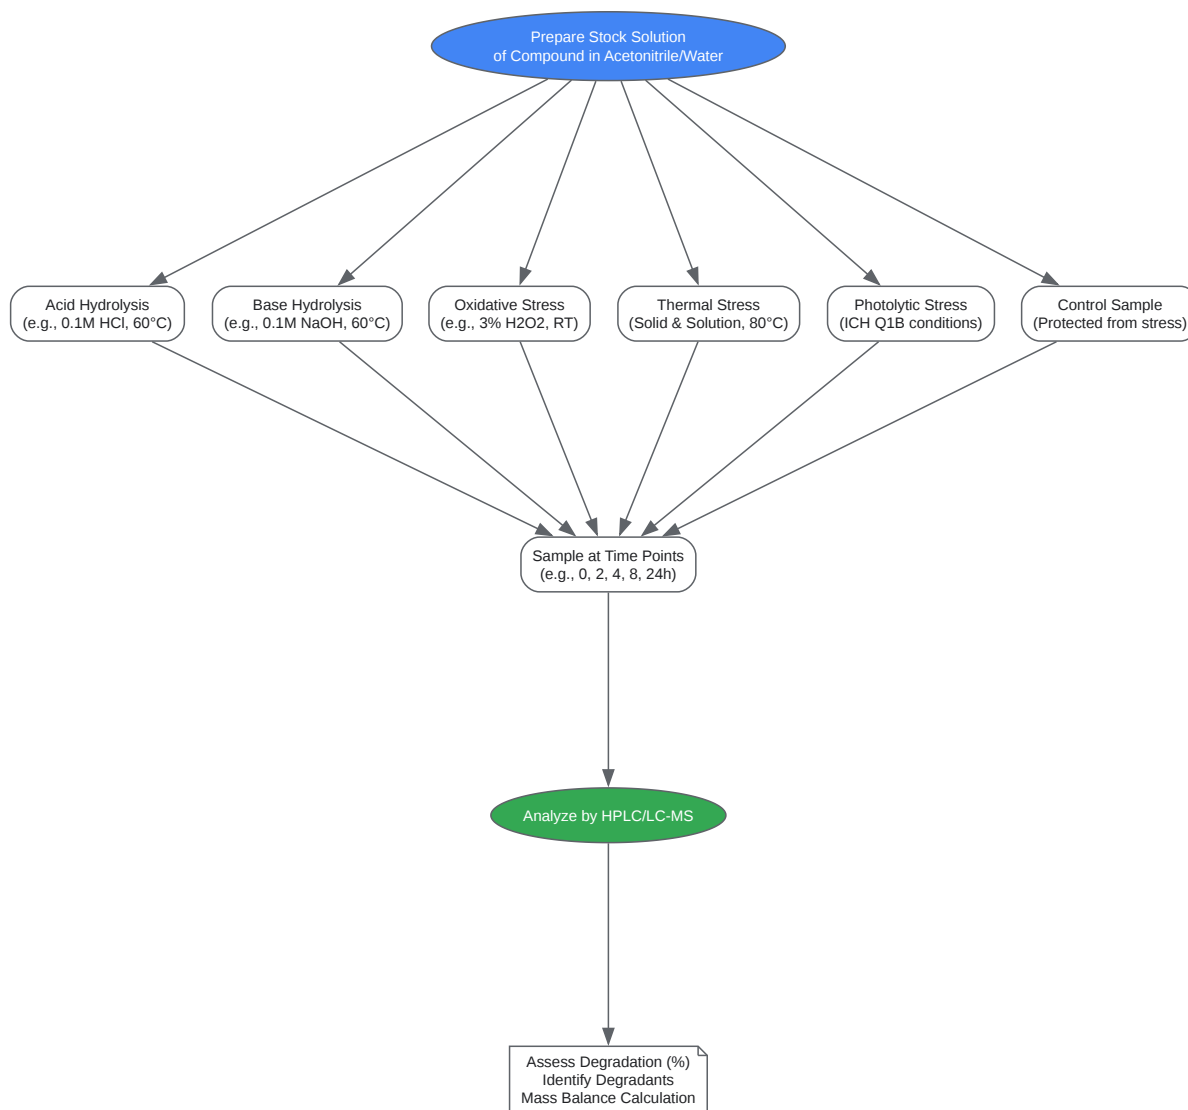 Prepare Stock Solution
of Compound in Acetonitrile/Water
Acid Hydrolysis
(e.g., 0.1M HCl, 60°C)
Base Hydrolysis
(e.g., 0.1M NaOH, 60°C)
Oxidative Stress
(e.g., 3% H2O2, RT)
Thermal Stress
(Solid & Solution, 80°C)
Photolytic Stress
(ICH Q1B conditions)
Control Sample
(Protected from stress)
Sample at Time Points
(e.g., 0, 2, 4, 8, 24h)
Analyze by HPLC/LC-MS
Assess Degradation (%)
Identify Degradants
Mass Balance Calculation